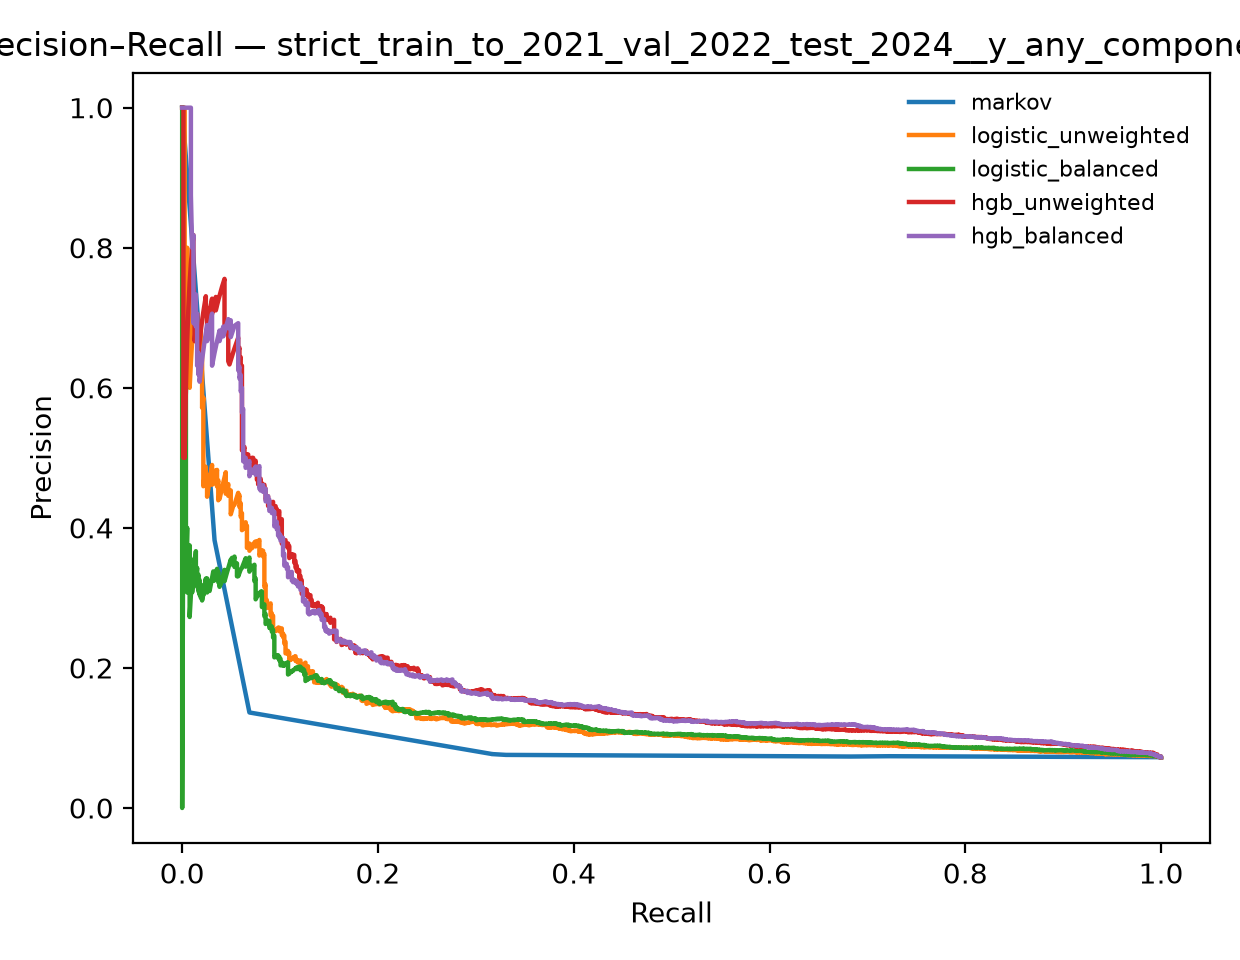 ecision–Recall — strict_train_to_2021_val_2022_test_2024__y_any_compone
markov
logistic_unweighted
logistic_balanced
hgb_unweighted
hgb_balanced
1.0
0.8
0.6
0.4
0.2
0.0
Precision
0.0 0.2 0.4 0.6 0.8 1.0
Recall